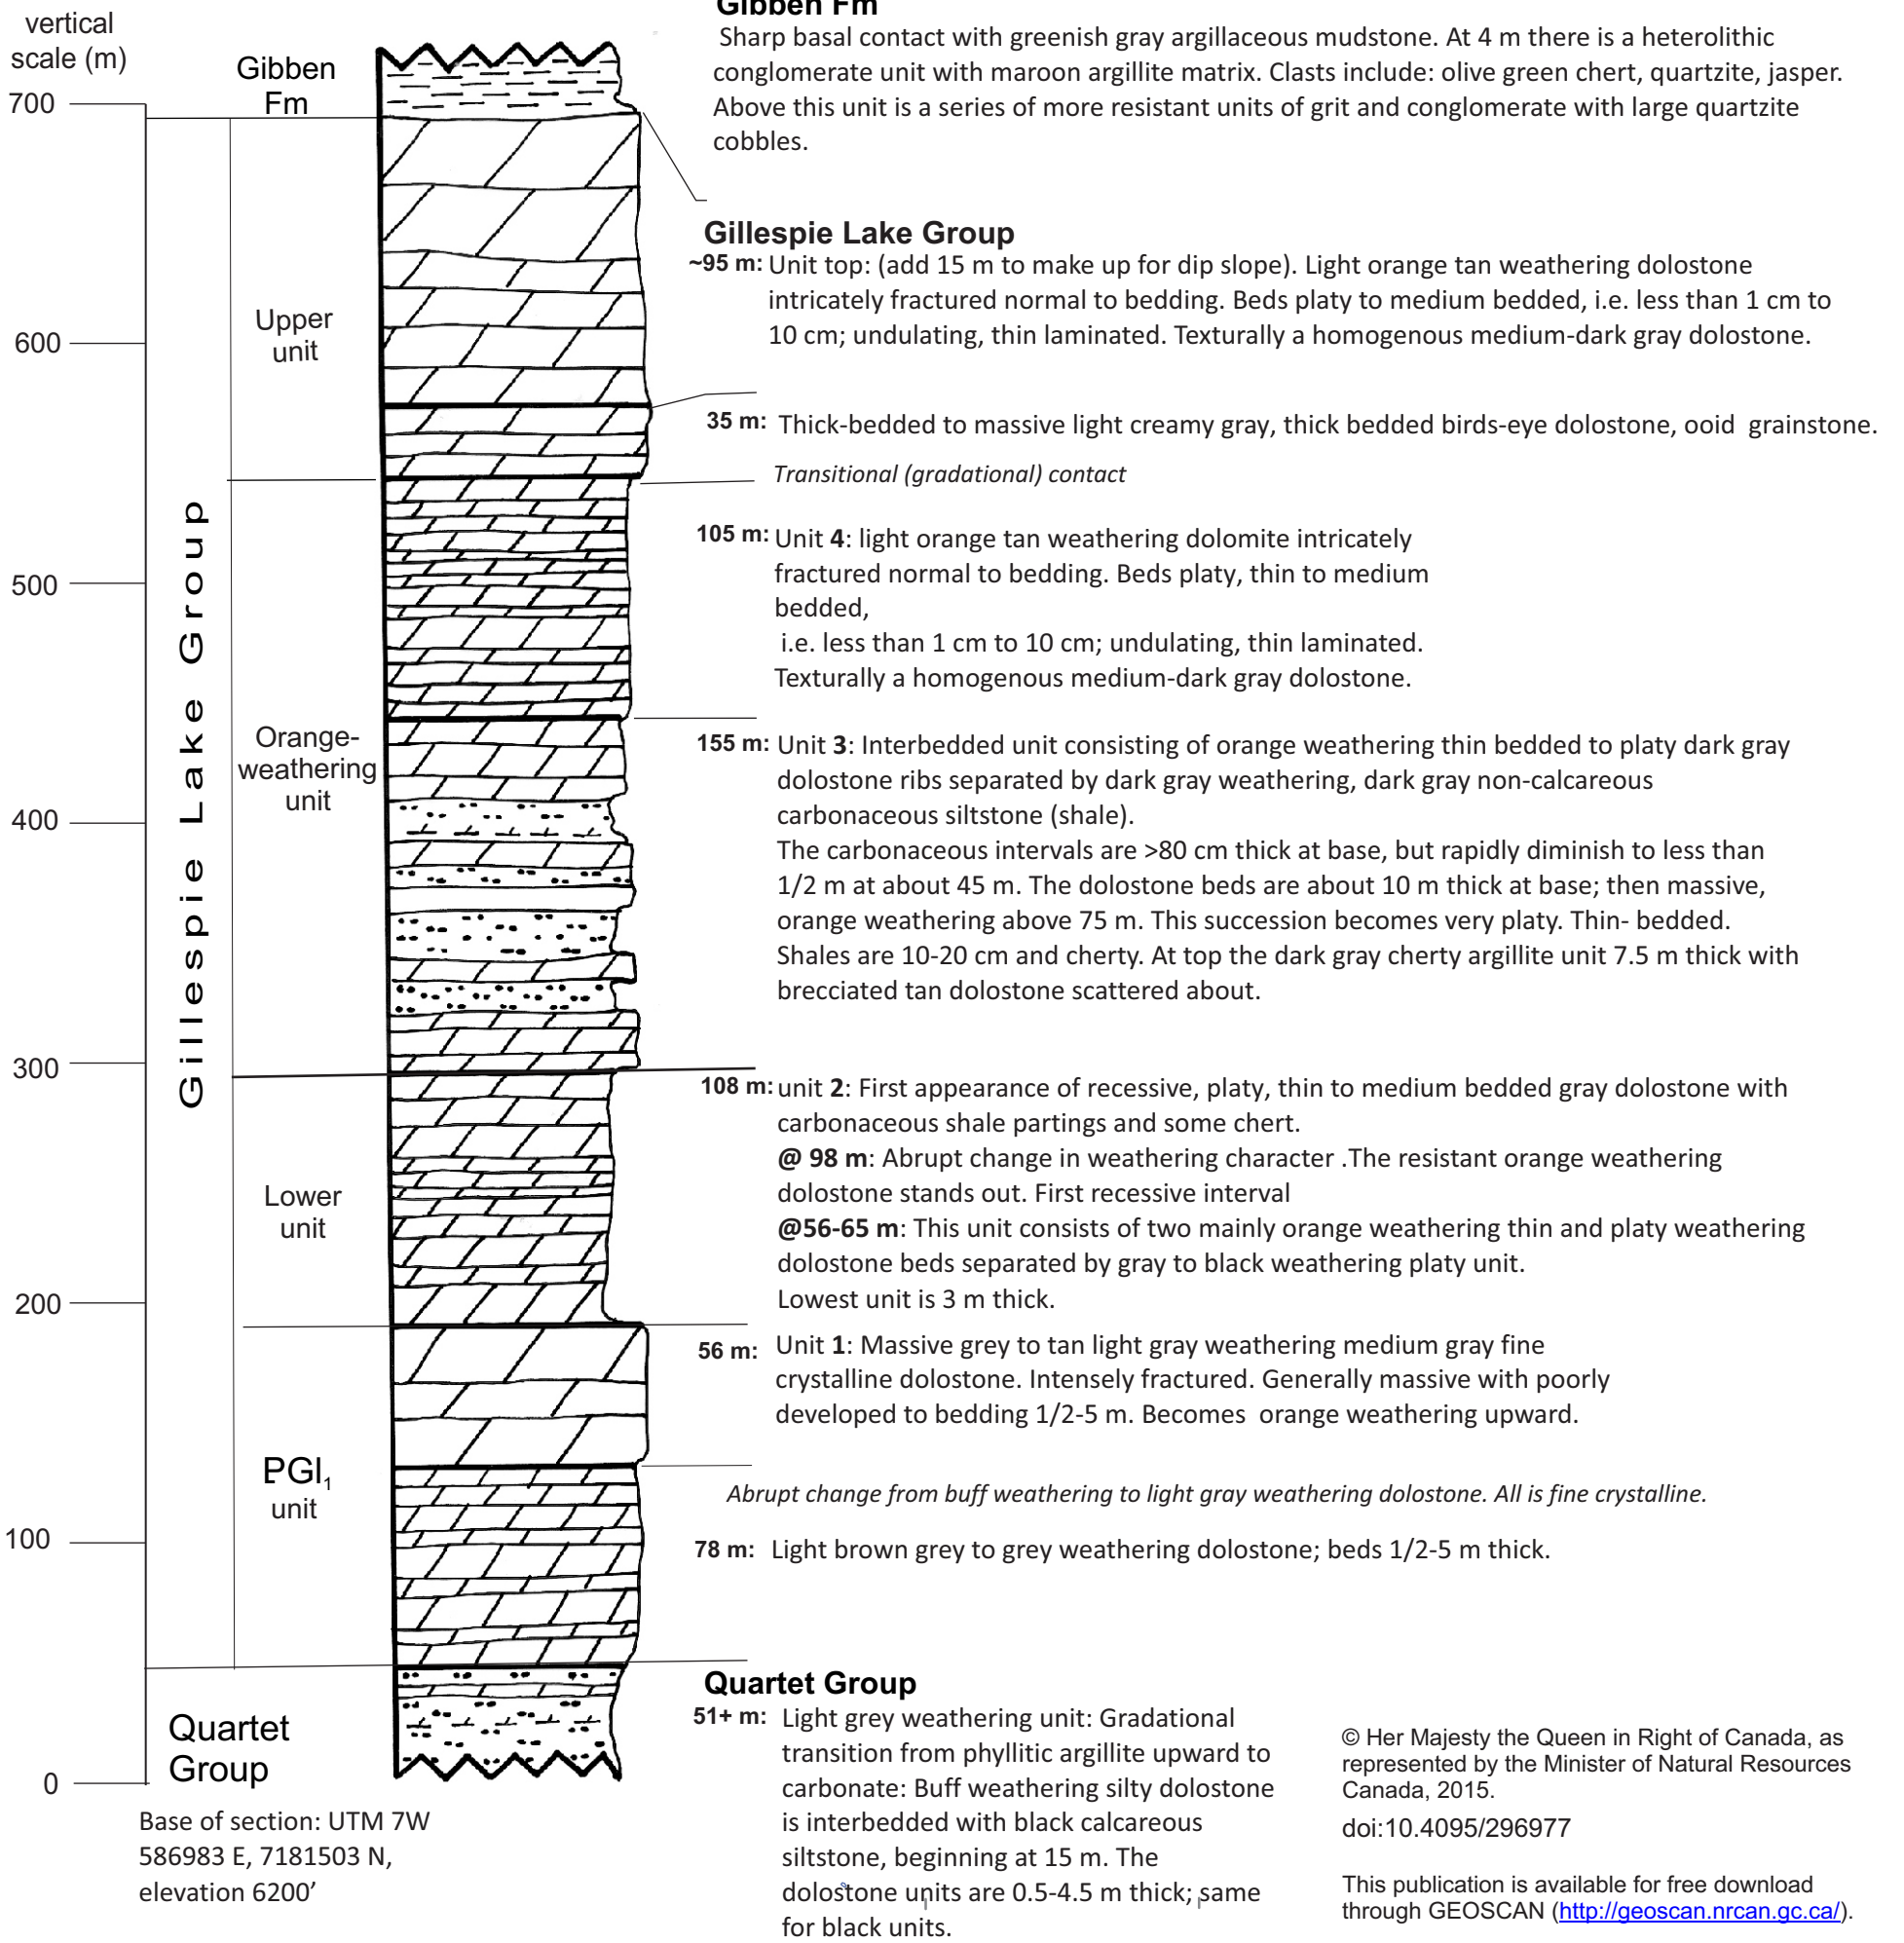 vertical
scale (m)
700
600
500
400
300
200
100
0
Gillespie Lake Group
Gibben
Fm
Upper
unit
Orange-
weathering
unit
Lower
unit
PGl₁
unit
Quartet
Group
Base of section: UTM 7W
586983 E, 7181503 N,
elevation 6200’
Gibben Fm
Sharp basal contact with greenish gray argillaceous mudstone. At 4 m there is a heterolithic
conglomerate unit with maroon argillite matrix. Clasts include: olive green chert, quartzite, jasper.
Above this unit is a series of more resistant units of grit and conglomerate with large quartzite
cobbles.
Gillespie Lake Group
~95 m: Unit top: (add 15 m to make up for dip slope). Light orange tan weathering dolostone
intricately fractured normal to bedding. Beds platy to medium bedded, i.e. less than 1 cm to
10 cm; undulating, thin laminated. Texturally a homogenous medium-dark gray dolostone.
35 m: Thick-bedded to massive light creamy gray, thick bedded birds-eye dolostone, ooid grainstone.
Transitional (gradational) contact
105 m: Unit 4: light orange tan weathering dolomite intricately
fractured normal to bedding. Beds platy, thin to medium
bedded,
i.e. less than 1 cm to 10 cm; undulating, thin laminated.
Texturally a homogenous medium-dark gray dolostone.
155 m: Unit 3: Interbedded unit consisting of orange weathering thin bedded to platy dark gray
dolostone ribs separated by dark gray weathering, dark gray non-calcareous
carbonaceous siltstone (shale).
The carbonaceous intervals are >80 cm thick at base, but rapidly diminish to less than
1/2 m at about 45 m. The dolostone beds are about 10 m thick at base; then massive,
orange weathering above 75 m. This succession becomes very platy. Thin- bedded.
Shales are 10-20 cm and cherty. At top the dark gray cherty argillite unit 7.5 m thick with
brecciated tan dolostone scattered about.
108 m: unit 2: First appearance of recessive, platy, thin to medium bedded gray dolostone with
carbonaceous shale partings and some chert.
@ 98 m: Abrupt change in weathering character .The resistant orange weathering
dolostone stands out. First recessive interval
@56-65 m: This unit consists of two mainly orange weathering thin and platy weathering
dolostone beds separated by gray to black weathering platy unit.
Lowest unit is 3 m thick.
56 m: Unit 1: Massive grey to tan light gray weathering medium gray fine
crystalline dolostone. Intensely fractured. Generally massive with poorly
developed to bedding 1/2-5 m. Becomes orange weathering upward.
Abrupt change from buff weathering to light gray weathering dolostone. All is fine crystalline.
78 m: Light brown grey to grey weathering dolostone; beds 1/2-5 m thick.
Quartet Group
51+ m: Light grey weathering unit: Gradational
transition from phyllitic argillite upward to
carbonate: Buff weathering silty dolostone
is interbedded with black calcareous
siltstone, beginning at 15 m. The
dolostone units are 0.5-4.5 m thick; same
for black units.
© Her Majesty the Queen in Right of Canada, as
represented by the Minister of Natural Resources
Canada, 2015.
doi:10.4095/296977
This publication is available for free download
through GEOSCAN (http://geoscan.nrcan.gc.ca/).